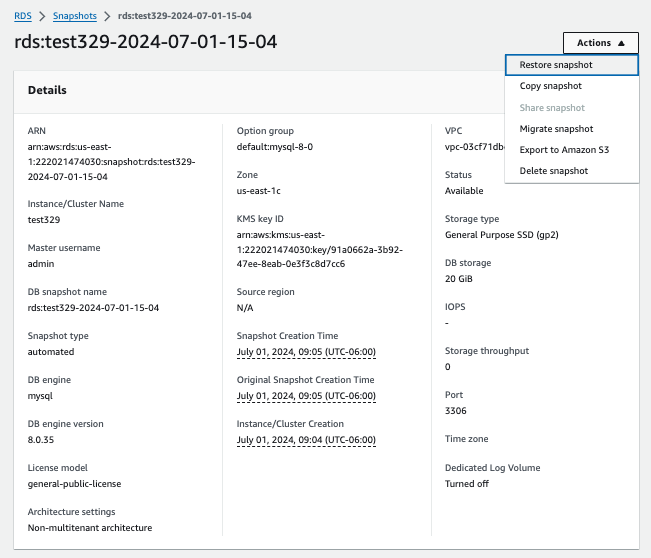 RDS > Snapshots > rds:test329-2024-07-01-15-04
rds:test329-2024-07-01-15-04
Actions ▲
Restore snapshot
Copy snapshot
Share snapshot
Migrate snapshot
Export to Amazon S3
Delete snapshot
Details
ARN
arn:aws:rds:us-east-
1:222021474030:snapshot:rds:test329-
2024-07-01-15-04
Instance/Cluster Name
test329
Master username
admin
DB snapshot name
rds:test329-2024-07-01-15-04
Snapshot type
automated
DB engine
mysql
DB engine version
8.0.35
License model
general-public-license
Architecture settings
Non-multitenant architecture
Option group
default:mysql-8-0
Zone
us-east-1c
KMS key ID
arn:aws:kms:us-east-
1:222021474030:key/91a0662a-3b92-
47ee-8eab-0e3f3c8d7cc6
Source region
N/A
Snapshot Creation Time
July 01, 2024, 09:05 (UTC-06:00)
Original Snapshot Creation Time
July 01, 2024, 09:05 (UTC-06:00)
Instance/Cluster Creation
July 01, 2024, 09:04 (UTC-06:00)
VPC
vpc-03cf71db
Status
Available
Storage type
General Purpose SSD (gp2)
DB storage
20 GiB
IOPS
-
Storage throughput
0
Port
3306
Time zone
Dedicated Log Volume
Turned off